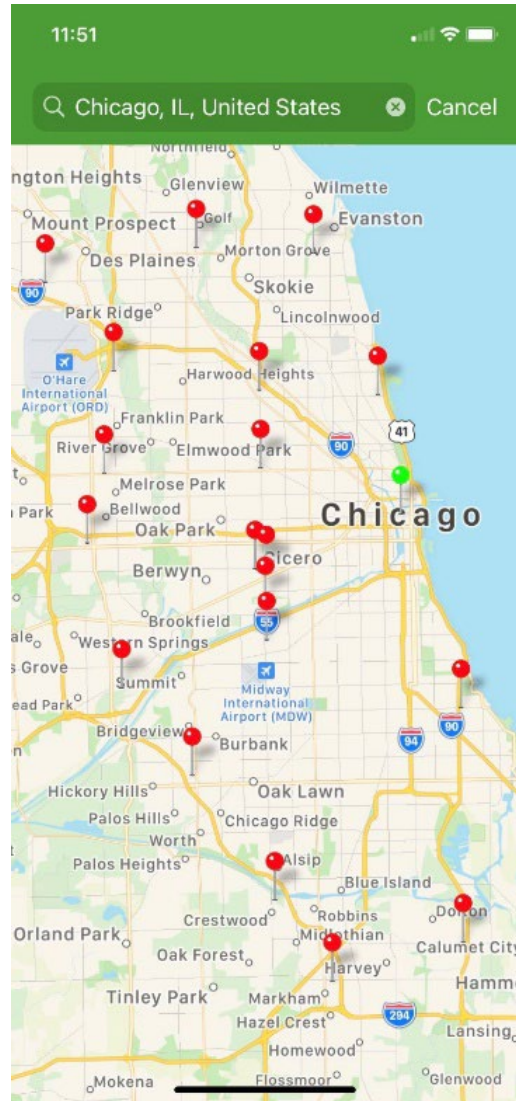 11:51
Chicago, IL, United States
Cancel
Northfield
ngton Heights
Glenview
Wilmette
Mount Prospect
Golf
Evanston
Des Plaines
Morton Grove
Skokie
90
Park Ridge
Lincolnwood
O'Hare
International
Airport (ORD)
Harwood Heights
Franklin Park
41
River Grove
Elmwood Park
90
Melrose Park
Park
Bellwood
Chicago
Oak Park
Cicero
Berwyn
Brookfield
55
ale
Western Springs
s Grove
Summit
Midway
International
Airport (MDW)
ead Park
Bridgeview
90
Burbank
94
n
Hickory Hills
Oak Lawn
Palos Hills
Chicago Ridge
Worth
Palos Heights
Alsip
Blue Island
Crestwood
Robbins
Dolton
Orland Park
Midlothian
Calumet City
Oak Forest
Harvey
Hamm
Tinley Park
Markham
294
Hazel Crest
Lansing
Homewood
Mokena
Flossmoor
Glenwood